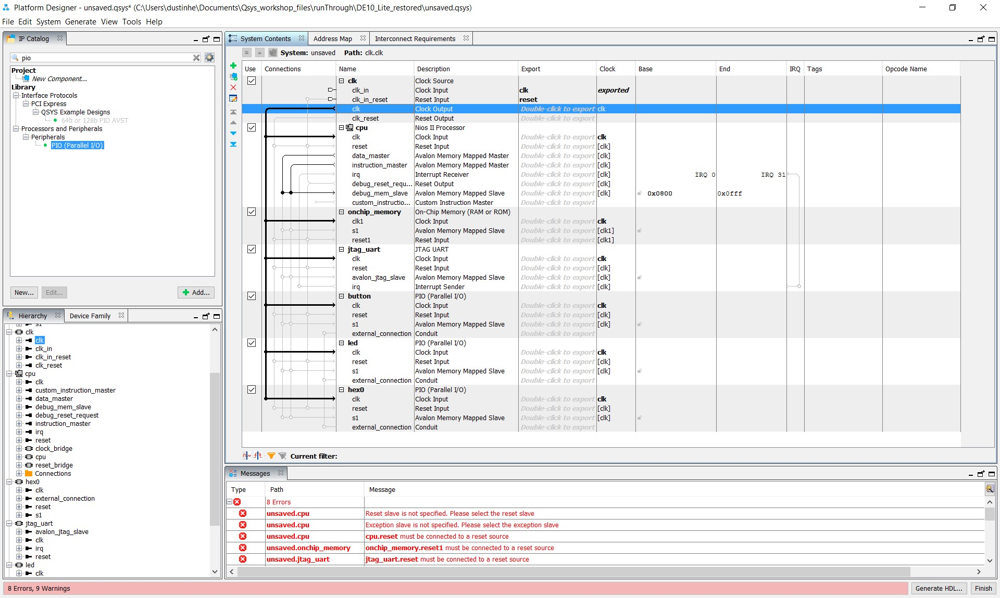 Platform Designer - unsaved.qsys* (C:\Users\dustinhe\Documents\Qsys_workshop_files\runThrough\DE10_Lite_restored\unsaved.qsys)
File Edit System Generate View Tools Help
IP Catalog
pio
Project
New Component...
Library
Interface Protocols
PCI Express
QSYS Example Designs
64b or 128b PIO AVST
Processors and Peripherals
Peripherals
PIO (Parallel I/O)
New... Edit... Add...
Hierarchy Device Family
s1
clk
clk
clk_in
clk_in_reset
clk_reset
cpu
clk
custom_instruction_master
data_master
debug_mem_slave
debug_reset_request
instruction_master
irq
reset
clock_bridge
cpu
reset_bridge
Connections
hex0
clk
external_connection
reset
s1
jtag_uart
avalon_jtag_slave
clk
irq
reset
led
clk
System Contents Address Map Interconnect Requirements
System: unsaved Path: clk.clk
Use Connections Name Description Export Clock Base End IRQ Tags Opcode Name
clk Clock Source
clk_in Clock Input clk exported
clk_in_reset Reset Input reset
clk Clock Output Double-click to export clk
clk_reset Reset Output Double-click to export
cpu Nios II Processor
clk Clock Input Double-click to export clk
reset Reset Input Double-click to export [clk]
data_master Avalon Memory Mapped Master Double-click to export [clk]
instruction_master Avalon Memory Mapped Master Double-click to export [clk]
irq Interrupt Receiver Double-click to export [clk] IRQ 0 IRQ 31
debug_reset_requ... Reset Output Double-click to export [clk]
debug_mem_slave Avalon Memory Mapped Slave Double-click to export [clk] 0x0800 0x0fff
custom_instructio... Custom Instruction Master Double-click to export
onchip_memory On-Chip Memory (RAM or ROM)
clk1 Clock Input Double-click to export clk
s1 Avalon Memory Mapped Slave Double-click to export [clk1]
reset1 Reset Input Double-click to export [clk1]
jtag_uart JTAG UART
clk Clock Input Double-click to export clk
reset Reset Input Double-click to export [clk]
avalon_jtag_slave Avalon Memory Mapped Slave Double-click to export [clk]
irq Interrupt Sender Double-click to export [clk]
button PIO (Parallel I/O)
clk Clock Input Double-click to export clk
reset Reset Input Double-click to export [clk]
s1 Avalon Memory Mapped Slave Double-click to export [clk]
external_connection Conduit Double-click to export
led PIO (Parallel I/O)
clk Clock Input Double-click to export clk
reset Reset Input Double-click to export [clk]
s1 Avalon Memory Mapped Slave Double-click to export [clk]
external_connection Conduit Double-click to export
hex0 PIO (Parallel I/O)
clk Clock Input Double-click to export clk
reset Reset Input Double-click to export [clk]
s1 Avalon Memory Mapped Slave Double-click to export [clk]
external_connection Conduit Double-click to export
Current filter:
Messages
Type Path Message
8 Errors
unsaved.cpu Reset slave is not specified. Please select the reset slave
unsaved.cpu Exception slave is not specified. Please select the exception slave
unsaved.cpu cpu.reset must be connected to a reset source
unsaved.onchip_memory onchip_memory.reset1 must be connected to a reset source
unsaved.jtag_uart jtag_uart.reset must be connected to a reset source
8 Errors, 9 Warnings
Generate HDL... Finish